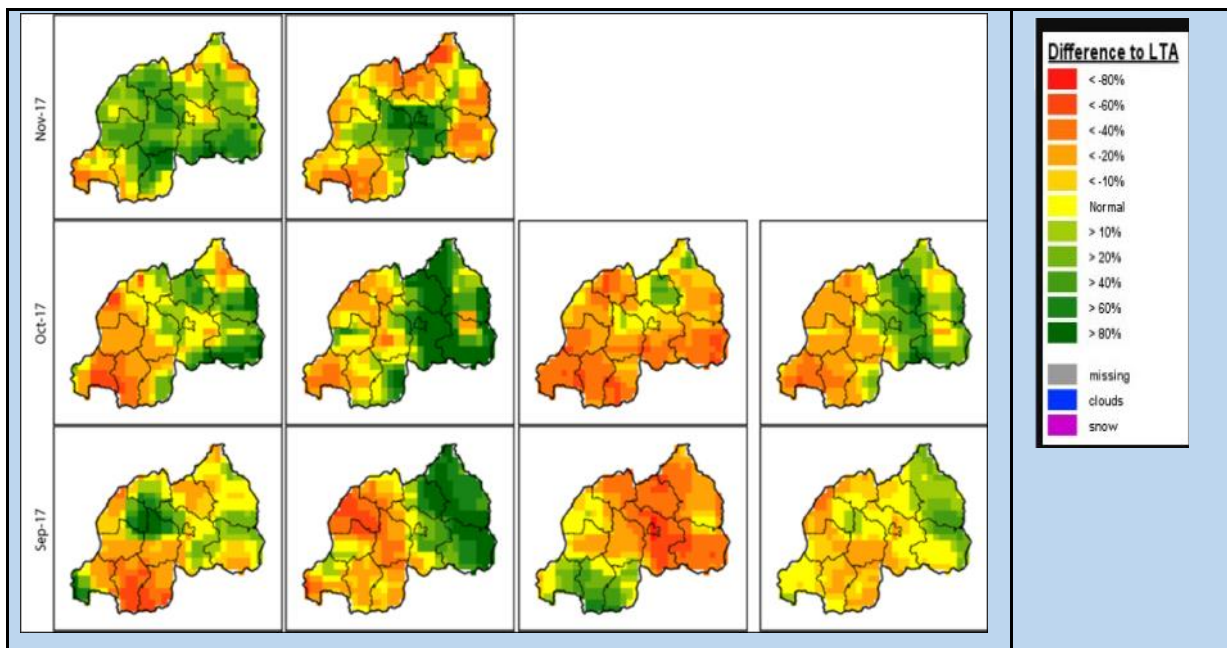 Nov-17
Oct-17
Sep-17
Difference to LTA
< -80%
< -60%
< -40%
< -20%
< -10%
Normal
> 10%
> 20%
> 40%
> 60%
> 80%
missing
clouds
snow